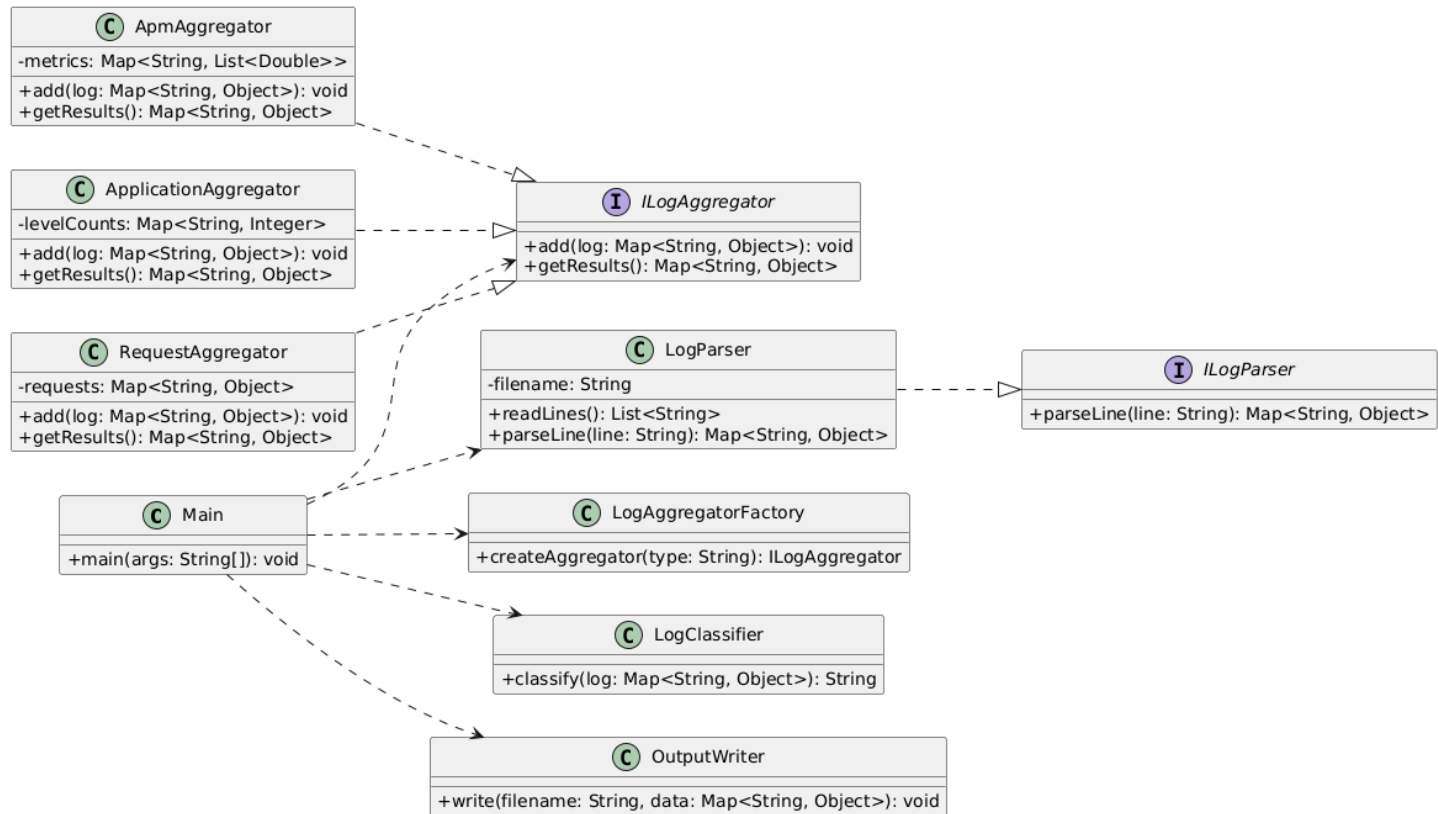 C ApmAggregator
-metrics: Map<String, List<Double>>
+add(log: Map<String, Object>): void
+getResults(): Map<String, Object>
C ApplicationAggregator
-levelCounts: Map<String, Integer>
+add(log: Map<String, Object>): void
+getResults(): Map<String, Object>
I ILogAggregator
+add(log: Map<String, Object>): void
+getResults(): Map<String, Object>
C RequestAggregator
-requests: Map<String, Object>
+add(log: Map<String, Object>): void
+getResults(): Map<String, Object>
C LogParser
-filename: String
+readLines(): List<String>
+parseLine(line: String): Map<String, Object>
I ILogParser
+parseLine(line: String): Map<String, Object>
C Main
+main(args: String[]): void
C LogAggregatorFactory
+createAggregator(type: String): ILogAggregator
C LogClassifier
+classify(log: Map<String, Object>): String
C OutputWriter
+write(filename: String, data: Map<String, Object>): void